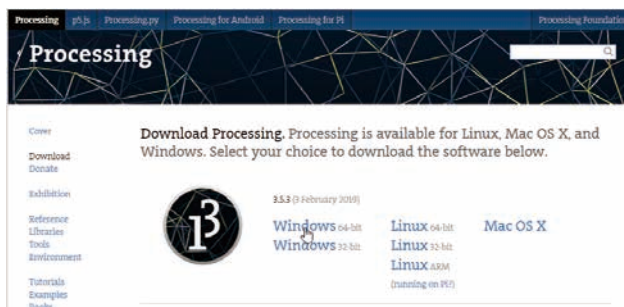 Processing p5.js Processing.py Processing for Android Processing for Pi Processing Foundatio
Processing
Cover
Download
Donate
Exhibition
Reference
Libraries
Tools
Environment
Tutorials
Examples
Books
Download Processing. Processing is available for Linux, Mac OS X, and
Windows. Select your choice to download the software below.
3.5.3 (3 February 2019)
Windows 64-bit Linux 64-bit Mac OS X
Windows 32-bit Linux 32-bit
Linux ARM
(running on Pi?)